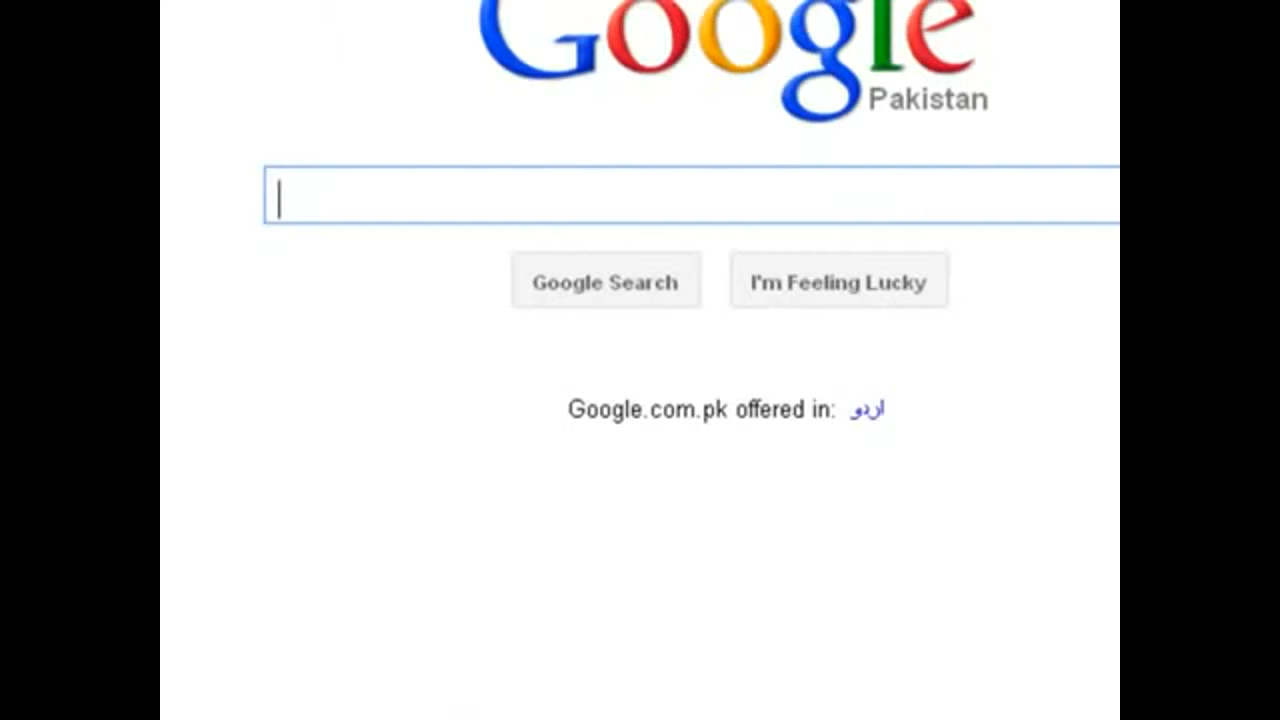 Google
Pakistan
Google Search
I'm Feeling Lucky
Google.com.pk offered in: اردو